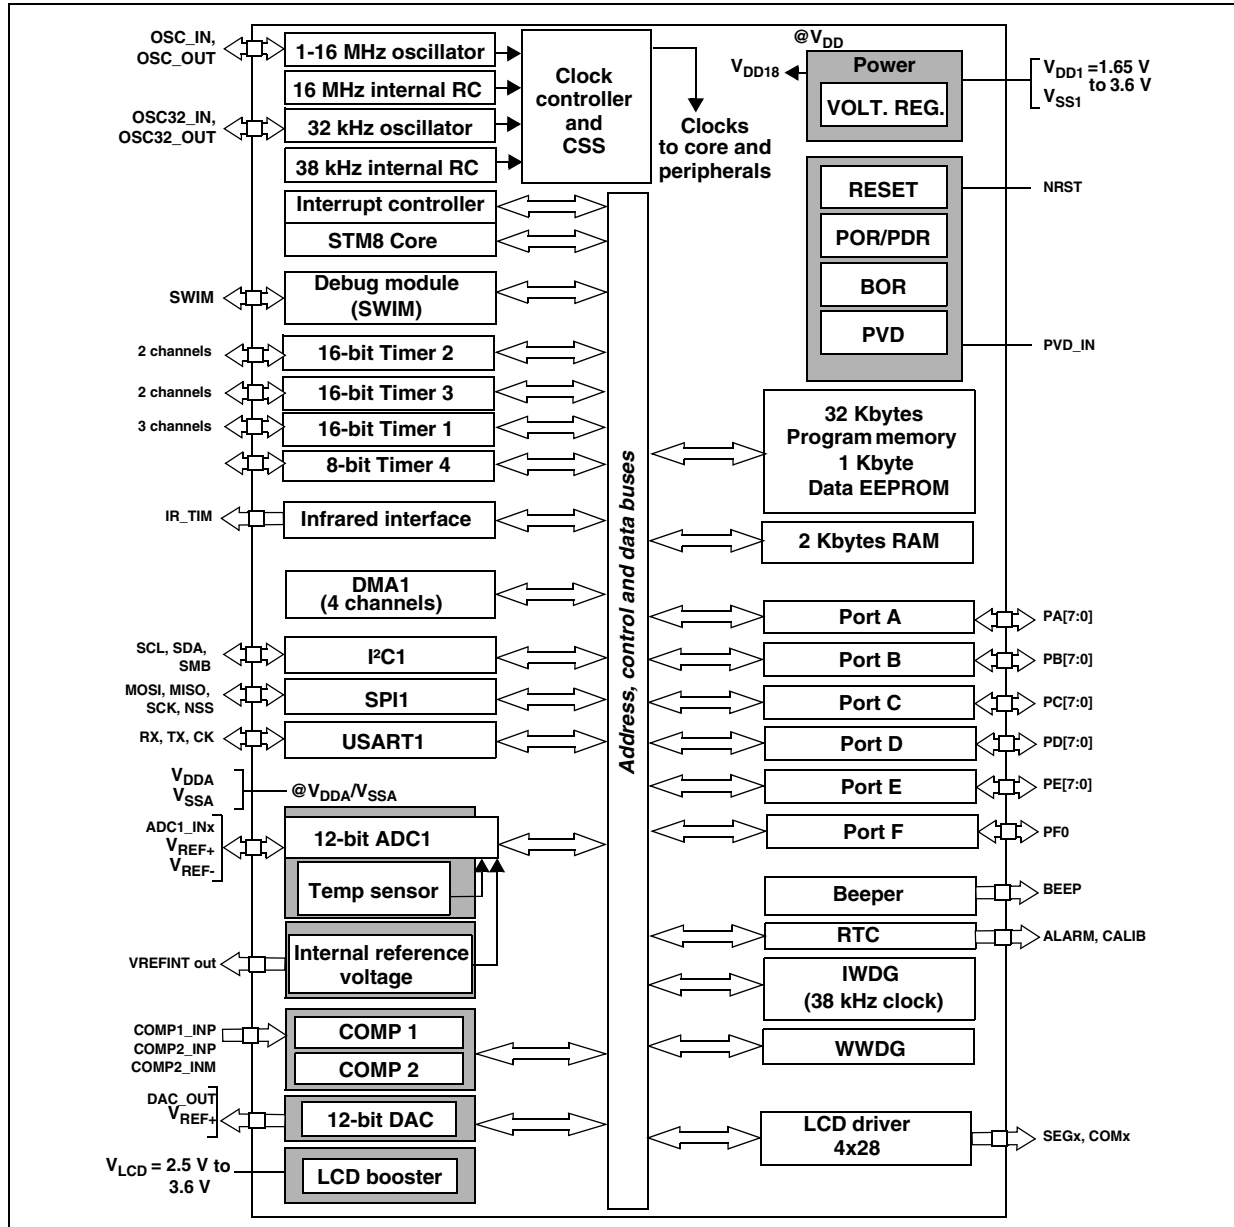 OSC_IN,
OSC_OUT
1-16 MHz oscillator
16 MHz internal RC
OSC32_IN,
OSC32_OUT
32 kHz oscillator
38 kHz internal RC
Clock
controller
and
CSS
Clocks
to core and
peripherals
@VDD
VDD18
Power
VOLT. REG.
VDD1 =1.65 V
to 3.6 V
VSS1
RESET
POR/PDR
BOR
PVD
NRST
PVD_IN
Interrupt controller
STM8 Core
SWIM
Debug module
(SWIM)
2 channels
16-bit Timer 2
2 channels
16-bit Timer 3
3 channels
16-bit Timer 1
8-bit Timer 4
IR_TIM
Infrared interface
DMA1
(4 channels)
SCL, SDA,
SMB
I²C1
MOSI, MISO,
SCK, NSS
SPI1
RX, TX, CK
USART1
VDDA
VSSA
@VDDA/VSSA
ADC1_INx
VREF+
VREF-
12-bit ADC1
Temp sensor
VREFINT out
Internal reference
voltage
COMP1_INP
COMP2_INP
COMP2_INM
COMP 1
COMP 2
DAC_OUT
VREF+
12-bit DAC
VLCD = 2.5 V to
3.6 V
LCD booster
Address, control and data buses
32 Kbytes
Program memory
1 Kbyte
Data EEPROM
2 Kbytes RAM
Port A
PA[7:0]
Port B
PB[7:0]
Port C
PC[7:0]
Port D
PD[7:0]
Port E
PE[7:0]
Port F
PF0
Beeper
BEEP
RTC
ALARM, CALIB
IWDG
(38 kHz clock)
WWDG
LCD driver
4x28
SEGx, COMx